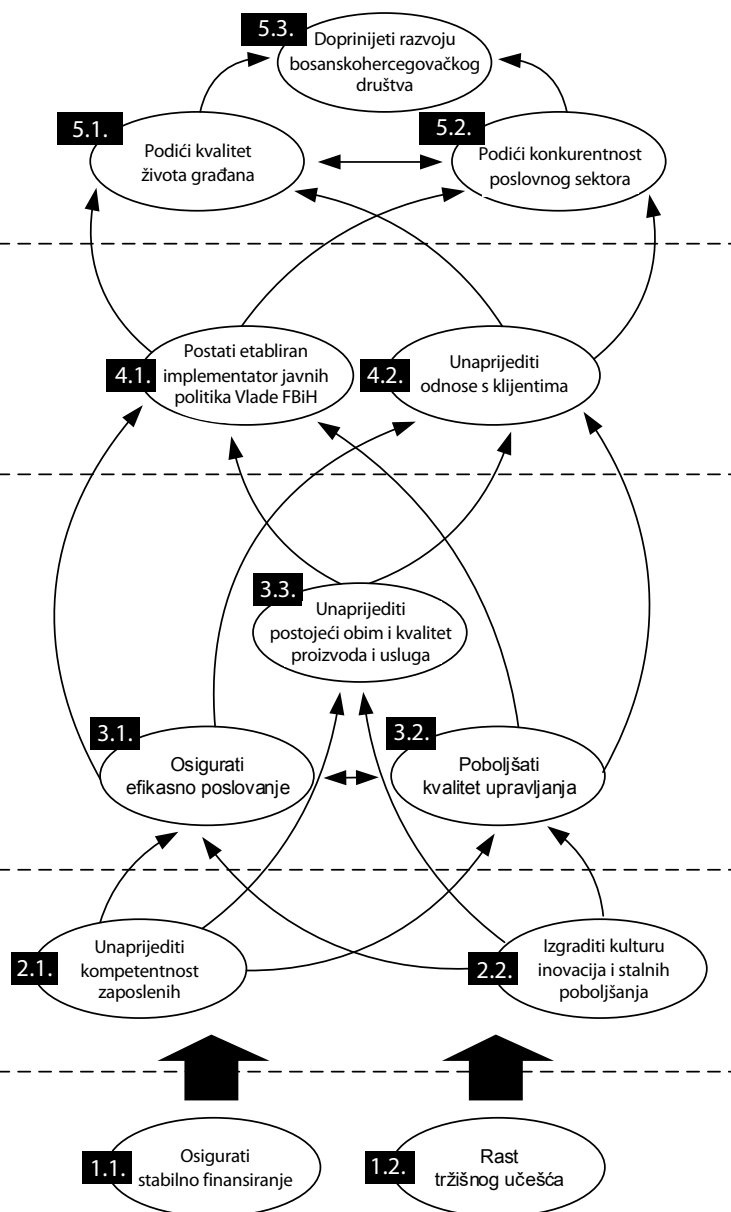 5.3.
Doprinijeti razvoju
bosanskohercegovačkog
društva
5.1.
Podići kvalitet
života građana
5.2.
Podići konkurentnost
poslovnog sektora
4.1.
Postati etabliran
implementator javnih
politika Vlade FBiH
4.2.
Unaprijediti
odnose s klijentima
3.3.
Unaprijediti
postojeći obim i kvalitet
proizvoda i usluga
3.1.
Osigurati
efikasno poslovanje
3.2.
Poboljšati
kvalitet upravljanja
2.1.
Unaprijediti
kompetentnost
zaposlenih
2.2.
Izgraditi kulturu
inovacija i stalnih
poboljšanja
1.1.
Osigurati
stabilno finansiranje
1.2.
Rast
tržišnog učešća